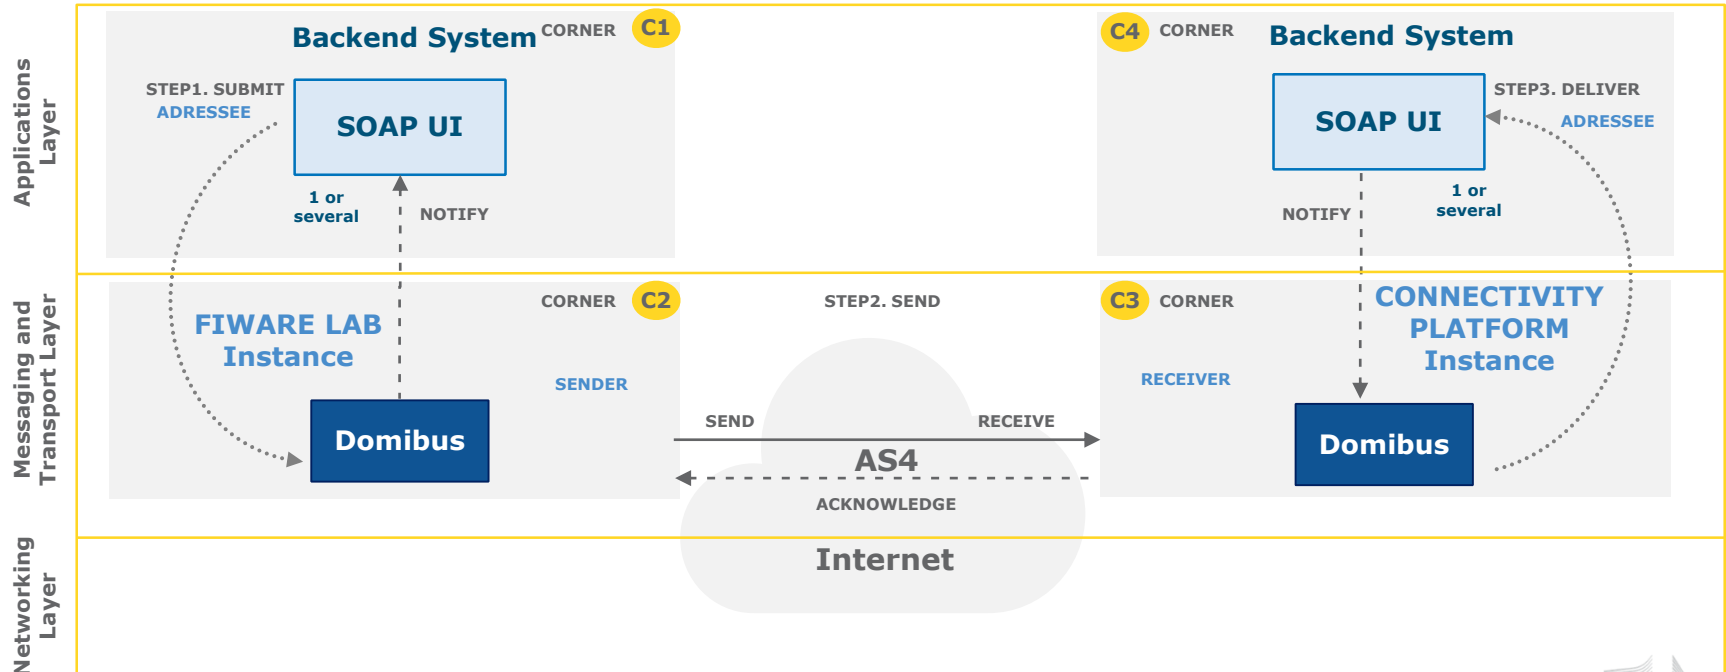 Applications
Layer
Backend System
CORNER
C1
STEP1. SUBMIT
ADRESSEE
SOAP UI
1 or
several
NOTIFY
C4
CORNER
Backend System
SOAP UI
STEP3. DELIVER
ADRESSEE
NOTIFY
1 or
several
Messaging and
Transport Layer
CORNER
C2
FIWARE LAB
Instance
SENDER
Domibus
STEP2. SEND
SEND
RECEIVE
AS4
ACKNOWLEDGE
C3
CORNER
CONNECTIVITY
PLATFORM
Instance
RECEIVER
Domibus
Networking
Layer
Internet